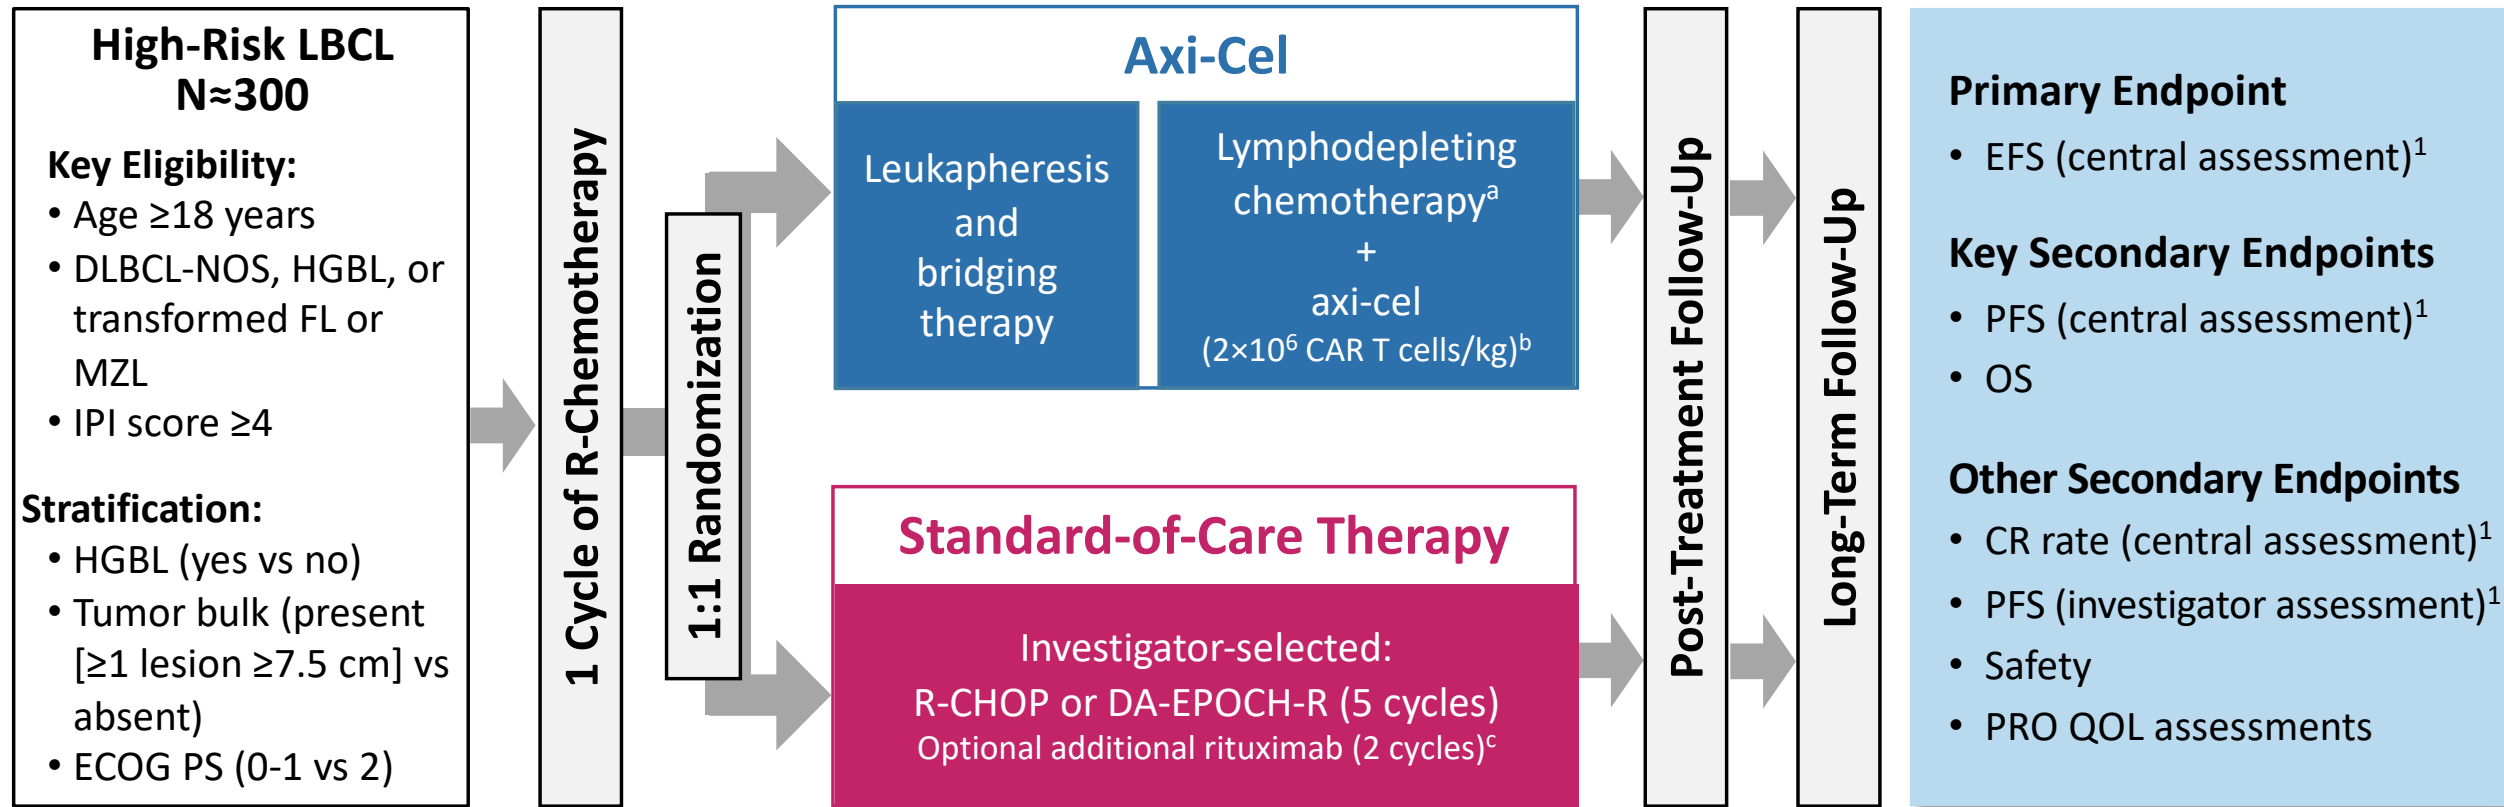 High-Risk LBCL
N≈300
Key Eligibility:
• Age ≥18 years
• DLBCL-NOS, HGBL, or
transformed FL or
MZL
• IPI score ≥4
Stratification:
• HGBL (yes vs no)
• Tumor bulk (present
[≥1 lesion ≥7.5 cm] vs
absent)
• ECOG PS (0-1 vs 2)
1 Cycle of R-Chemotherapy
1:1 Randomization
Axi-Cel
Leukapheresis
and
bridging
therapy
Lymphodepleting
chemotherapyᵃ
+
axi-cel
(2×10⁶ CAR T cells/kg)ᵇ
Standard-of-Care Therapy
Investigator-selected:
R-CHOP or DA-EPOCH-R (5 cycles)
Optional additional rituximab (2 cycles)ᶜ
Post-Treatment Follow-Up
Long-Term Follow-Up
Primary Endpoint
• EFS (central assessment)¹
Key Secondary Endpoints
• PFS (central assessment)¹
• OS
Other Secondary Endpoints
• CR rate (central assessment)¹
• PFS (investigator assessment)¹
• Safety
• PRO QOL assessments